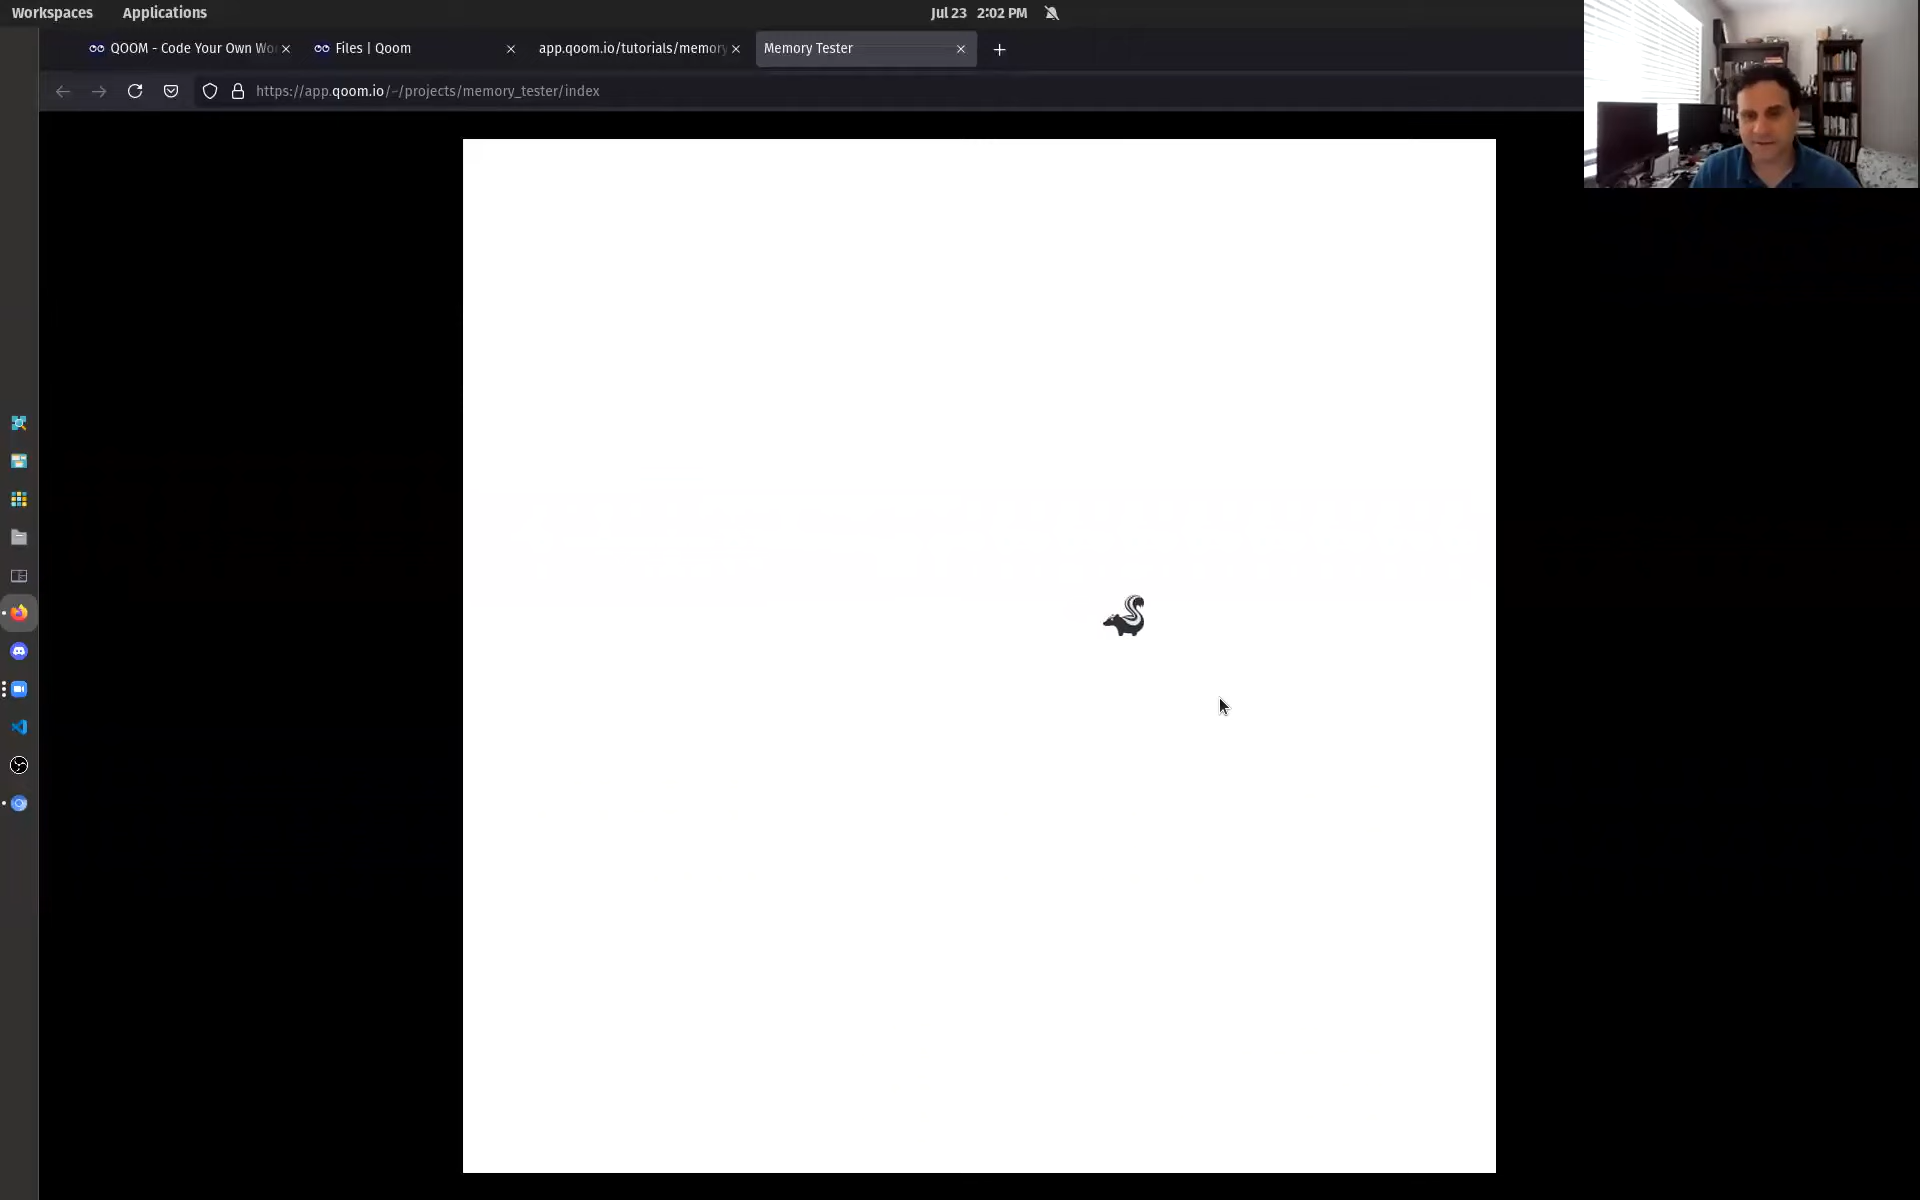 Workspaces Applications Jul 23 2:02 PM
QOOM - Code Your Own Wo Files | Qoom app.qoom.io/tutorials/memory Memory Tester
https://app.qoom.io/~/projects/memory_tester/index